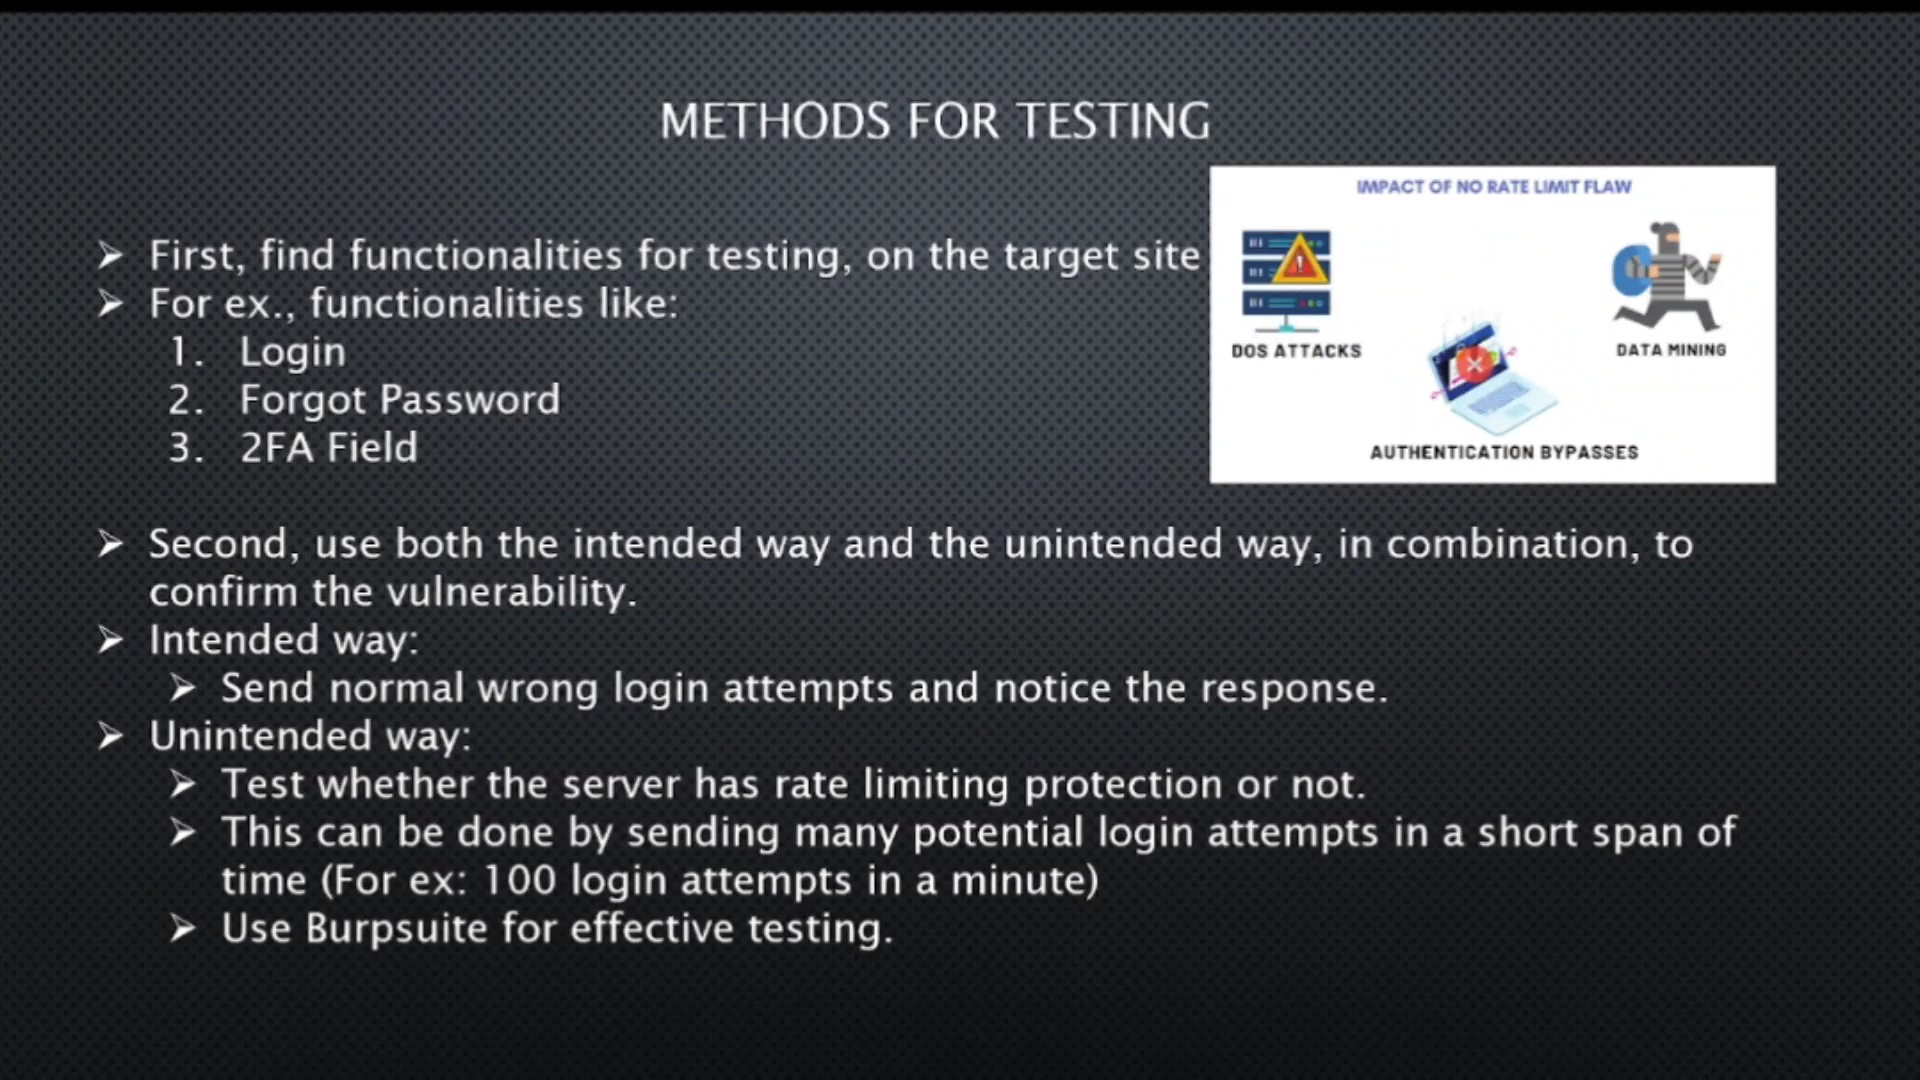 METHODS FOR TESTING
➢ First, find functionalities for testing, on the target site
➢ For ex., functionalities like:
1. Login
2. Forgot Password
3. 2FA Field
IMPACT OF NO RATE LIMIT FLAW
DOS ATTACKS
DATA MINING
AUTHENTICATION BYPASSES
➢ Second, use both the intended way and the unintended way, in combination, to
confirm the vulnerability.
➢ Intended way:
➢ Send normal wrong login attempts and notice the response.
➢ Unintended way:
➢ Test whether the server has rate limiting protection or not.
➢ This can be done by sending many potential login attempts in a short span of
time (For ex: 100 login attempts in a minute)
➢ Use Burpsuite for effective testing.